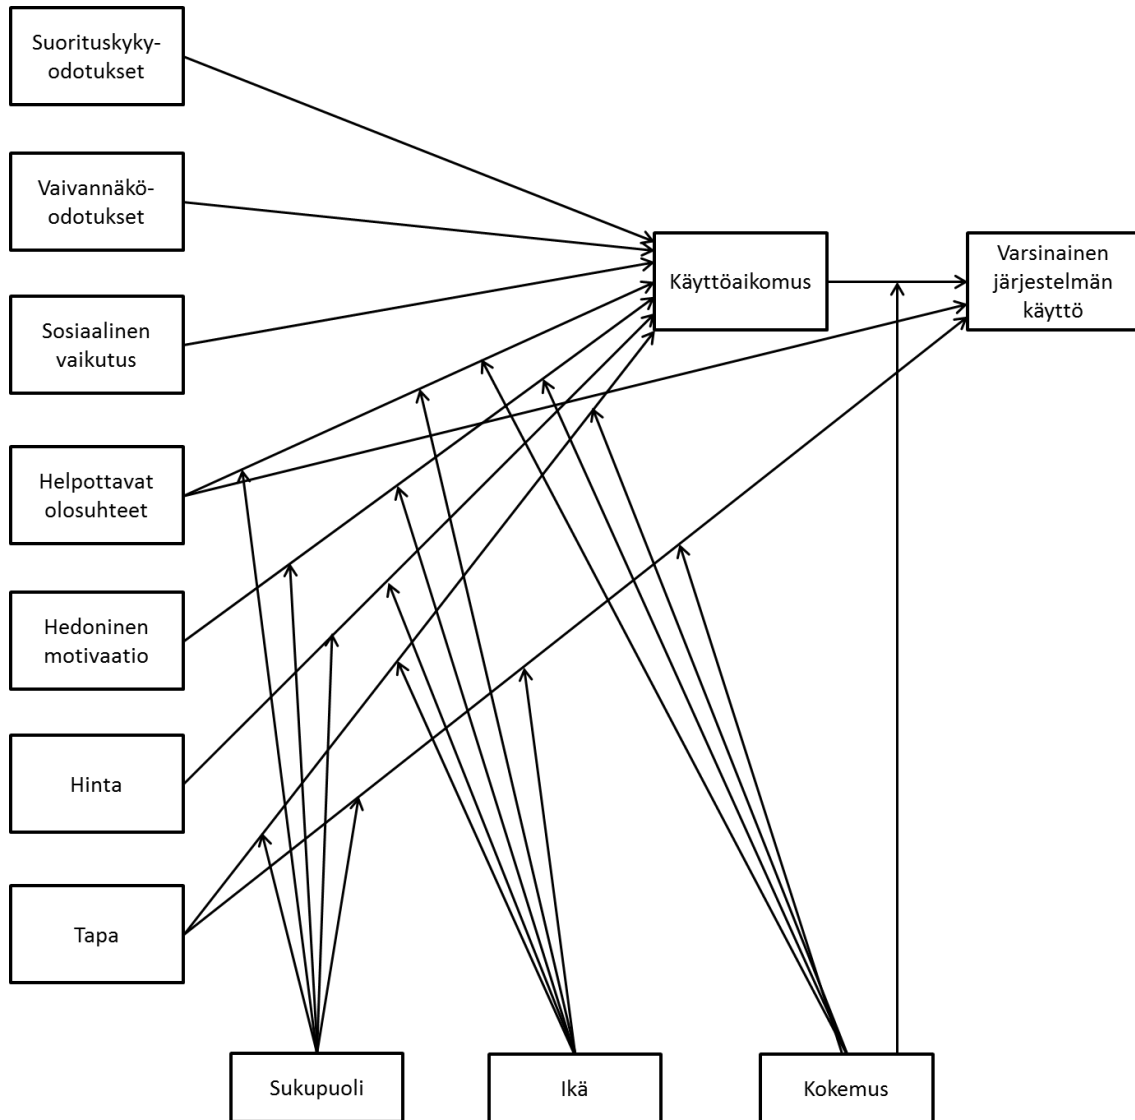 Suorituskyky-
odotukset
Vaivannäkö-
odotukset
Sosiaalinen
vaikutus
Helpottavat
olosuhteet
Hedoninen
motivaatio
Hinta
Tapa
Käyttöaikomus
Varsinainen
järjestelmän
käyttö
Sukupuoli
Ikä
Kokemus